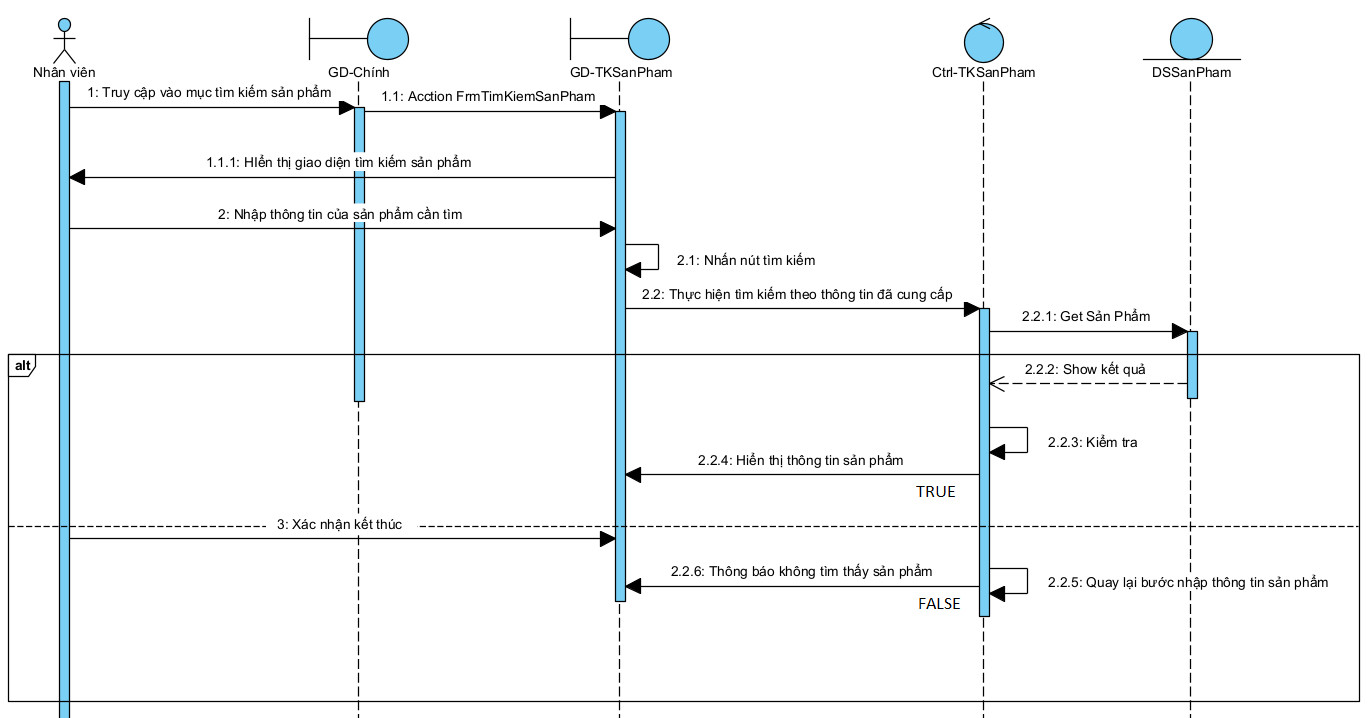 Nhân viên
GD-Chính
GD-TKSanPham
Ctrl-TKSanPham
DSSanPham
1: Truy cập vào mục tìm kiếm sản phẩm
1.1: Acction FrmTimKiemSanPham
1.1.1: HIển thị giao diện tìm kiếm sản phẩm
2: Nhập thông tin của sản phẩm cần tìm
2.1: Nhấn nút tìm kiếm
2.2: Thực hiện tìm kiếm theo thông tin đã cung cấp
2.2.1: Get Sản Phẩm
alt
2.2.2: Show kết quả
2.2.3: Kiểm tra
2.2.4: Hiển thị thông tin sản phẩm
TRUE
3: Xác nhận kết thúc
2.2.6: Thông báo không tìm thấy sản phẩm
2.2.5: Quay lại bước nhập thông tin sản phẩm
FALSE